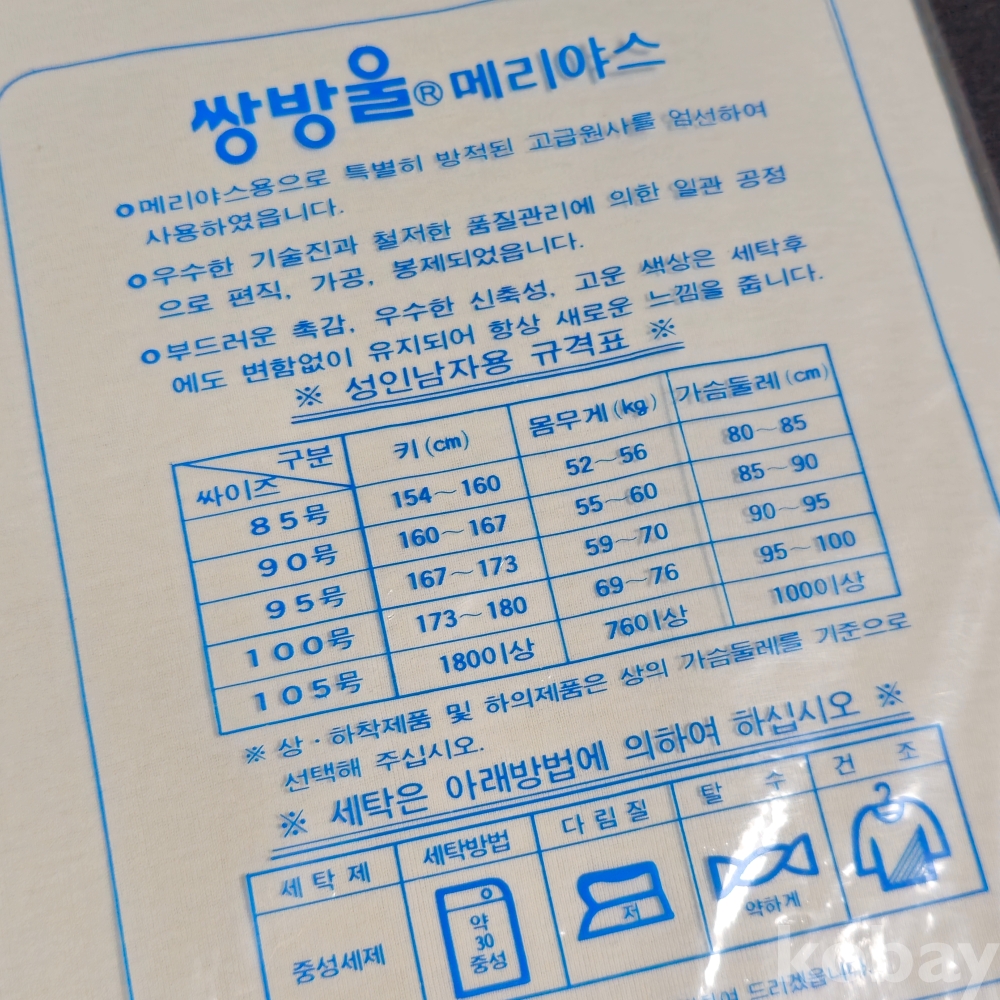 쌍방울® 메리야스
메리야스용으로 특별히 방적된 고급원사를 엄선하여
사용하였읍니다.
우수한 기술진과 철저한 품질관리에 의한 일관 공정
으로 편직, 가공, 봉제되었읍니다.
부드러운 촉감, 우수한 신축성, 고운 색상은 세탁후
에도 변함없이 유지되어 항상 새로운 느낌을 줍니다.
※ 성인남자용 규격표 ※
구분 싸이즈 키(cm) 몸무게(kg) 가슴둘레(cm)
85号 154~160 52~56 80~85
90号 160~167 55~60 85~90
95号 167~173 59~70 90~95
100号 173~180 69~76 95~100
105号 180이상 76이상 100이상
※ 상·하착제품 및 하의제품은 상의 가슴둘레를 기준으로
선택해 주십시오.
※ 세탁은 아래방법에 의하여 하십시오 ※
세탁제 세탁방법 다림질 탈수 건조
중성세제 약 30 중성 저 약하게
드리겠읍니다
kobay